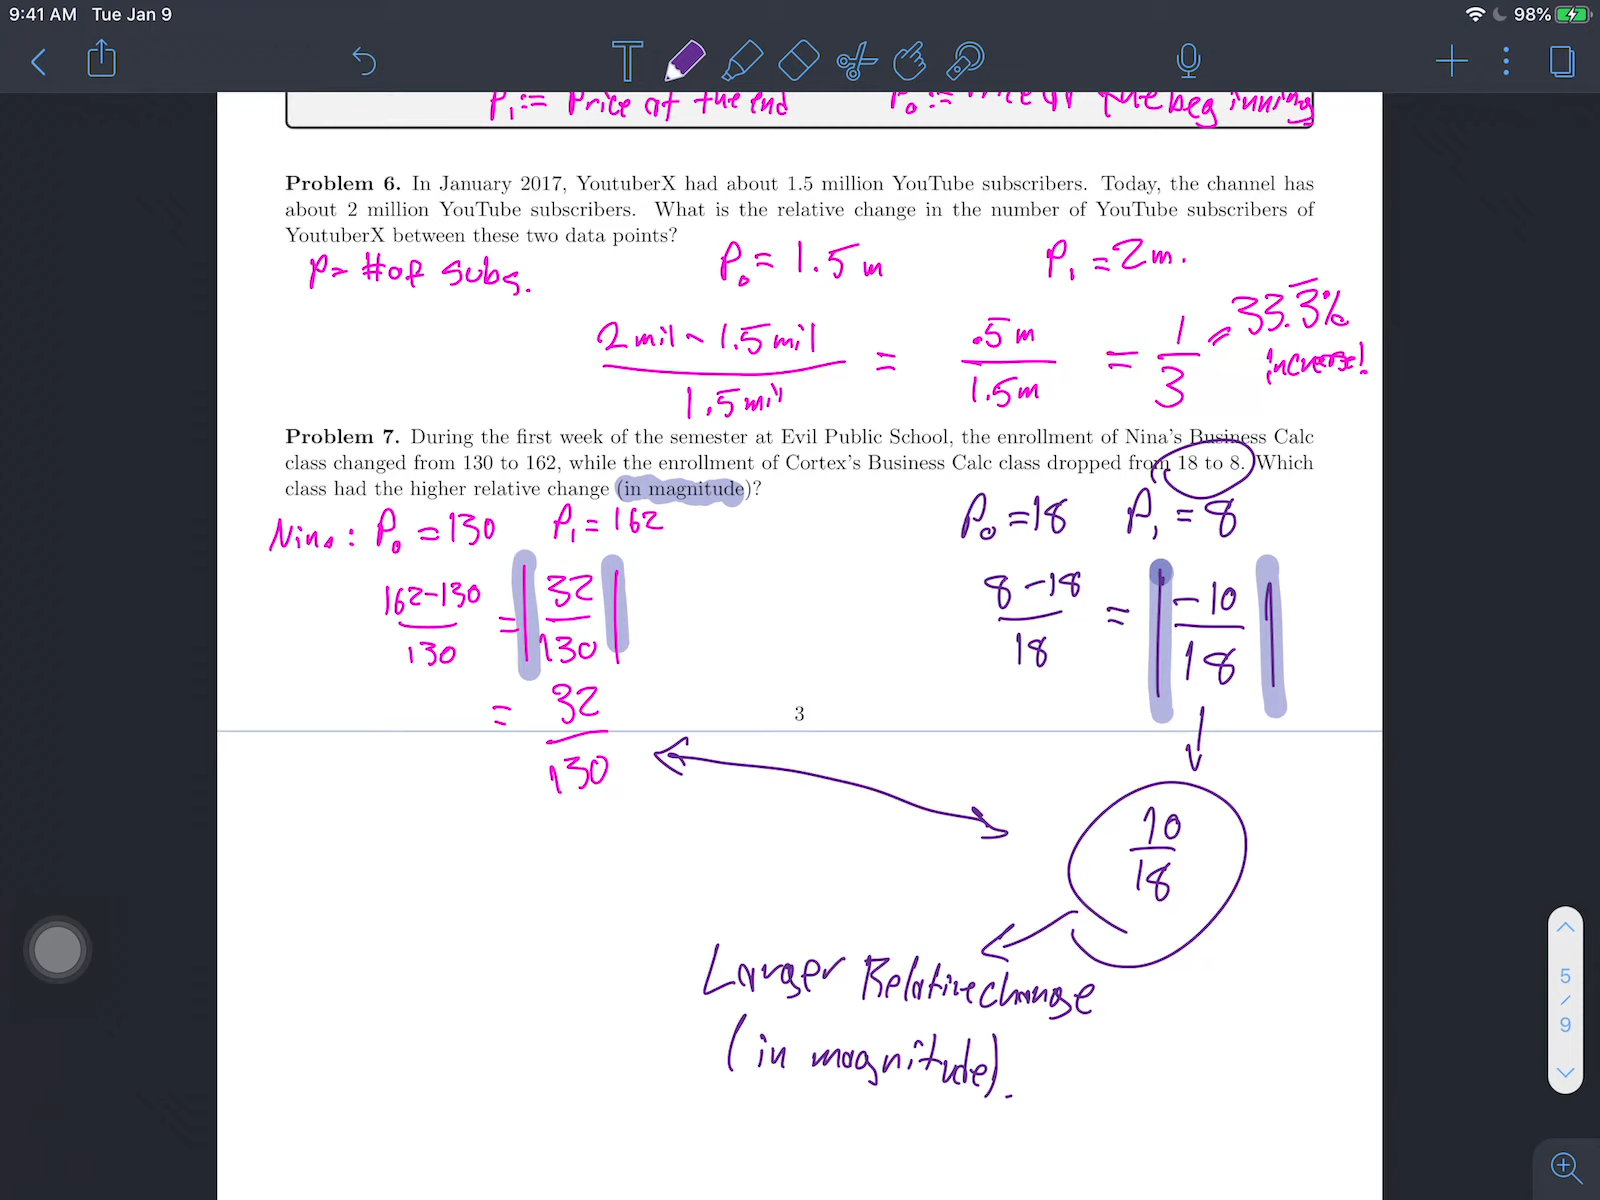 9:41 AM Tue Jan 9
98%
P₁ := Price at the end P₀ := Price at the beginning
Problem 6. In January 2017, YoutuberX had about 1.5 million YouTube subscribers. Today, the channel has
about 2 million YouTube subscribers. What is the relative change in the number of YouTube subscribers of
YoutuberX between these two data points?
P= # of subs. P₀ = 1.5 m P₁ = 2 m.
2 mil - 1.5 mil / 1.5 mil = .5 m / 1.5 m = 1/3 = 33.3̅%
increase!
Problem 7. During the first week of the semester at Evil Public School, the enrollment of Nina's Business Calc
class changed from 130 to 162, while the enrollment of Cortex's Business Calc class dropped from 18 to 8. Which
class had the higher relative change (in magnitude)?
Nina: P₀ = 130 P₁ = 162
P₀ = 18 P₁ = 8
162-130 / 130 = | 32 / 130 |
8-18 / 18 = | -10 / 18 |
= 32 / 130
3
10 / 18
Larger Relative change
(in magnitude).
5
/
9